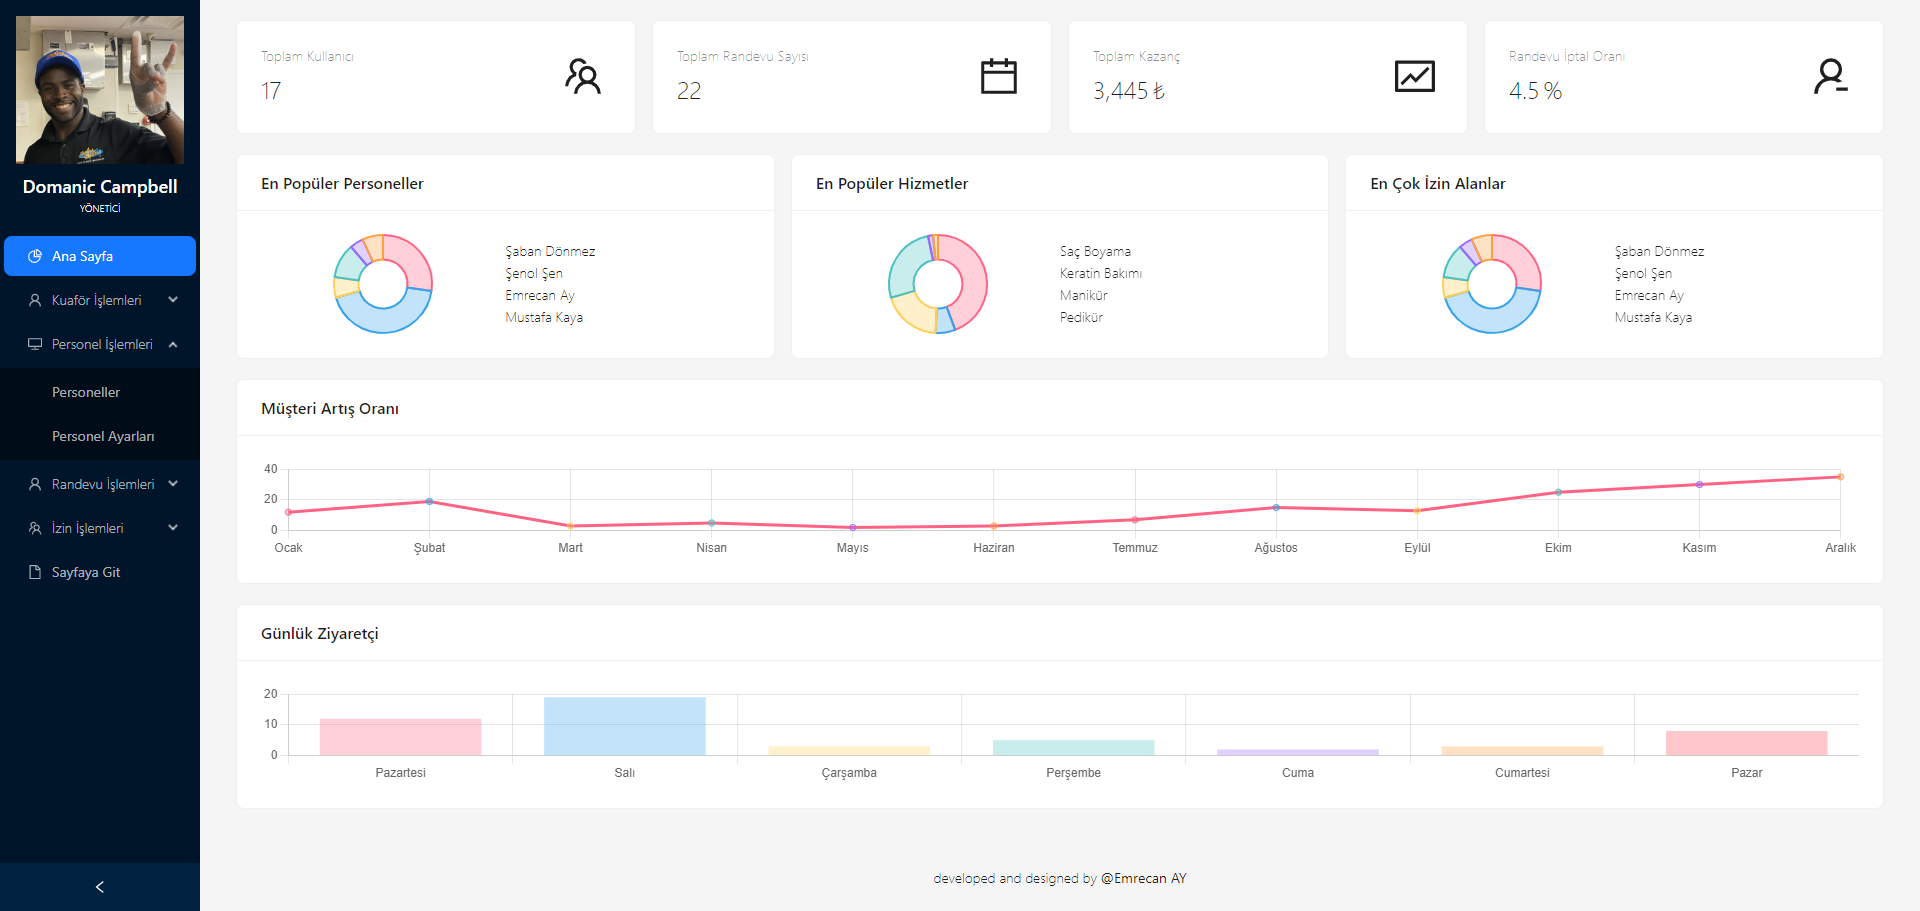 Domanic Campbell
YÖNETİCİ
Ana Sayfa
Kuaför İşlemleri
Personel İşlemleri
Personeller
Personel Ayarları
Randevu İşlemleri
İzin İşlemleri
Sayfaya Git
Toplam Kullanıcı
17
Toplam Randevu Sayısı
22
Toplam Kazanç
3,445 ₺
Randevu İptal Oranı
4.5 %
En Popüler Personeller
Şaban Dönmez
Şenol Şen
Emrecan Ay
Mustafa Kaya
En Popüler Hizmetler
Saç Boyama
Keratin Bakımı
Manikür
Pedikür
En Çok İzin Alanlar
Şaban Dönmez
Şenol Şen
Emrecan Ay
Mustafa Kaya
Müşteri Artış Oranı
40
20
0
Ocak Şubat Mart Nisan Mayıs Haziran Temmuz Ağustos Eylül Ekim Kasım Aralık
Günlük Ziyaretçi
20
10
0
Pazartesi Salı Çarşamba Perşembe Cuma Cumartesi Pazar
developed and designed by @Emrecan AY